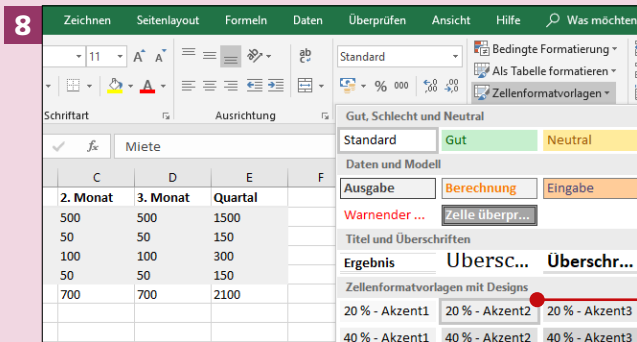 8
Zeichnen Seitenlayout Formeln Daten Überprüfen Ansicht Hilfe Was möchten
11 A A ab Standard Bedingte Formatierung
Als Tabelle formatieren
% 000 Zellenformatvorlagen
Schriftart Ausrichtung
Gut, Schlecht und Neutral
fx Miete
Standard Gut Neutral
Daten und Modell
C D E F
Ausgabe Berechnung Eingabe
2. Monat 3. Monat Quartal
500 500 1500
Warnender ... Zelle überpr...
50 50 150
Titel und Überschriften
100 100 300
Ergebnis Übersc... Überschr...
50 50 150
Zellenformatvorlagen mit Designs
700 700 2100
20 % - Akzent1 20 % - Akzent2 20 % - Akzent3
40 % - Akzent1 40 % - Akzent2 40 % - Akzent3